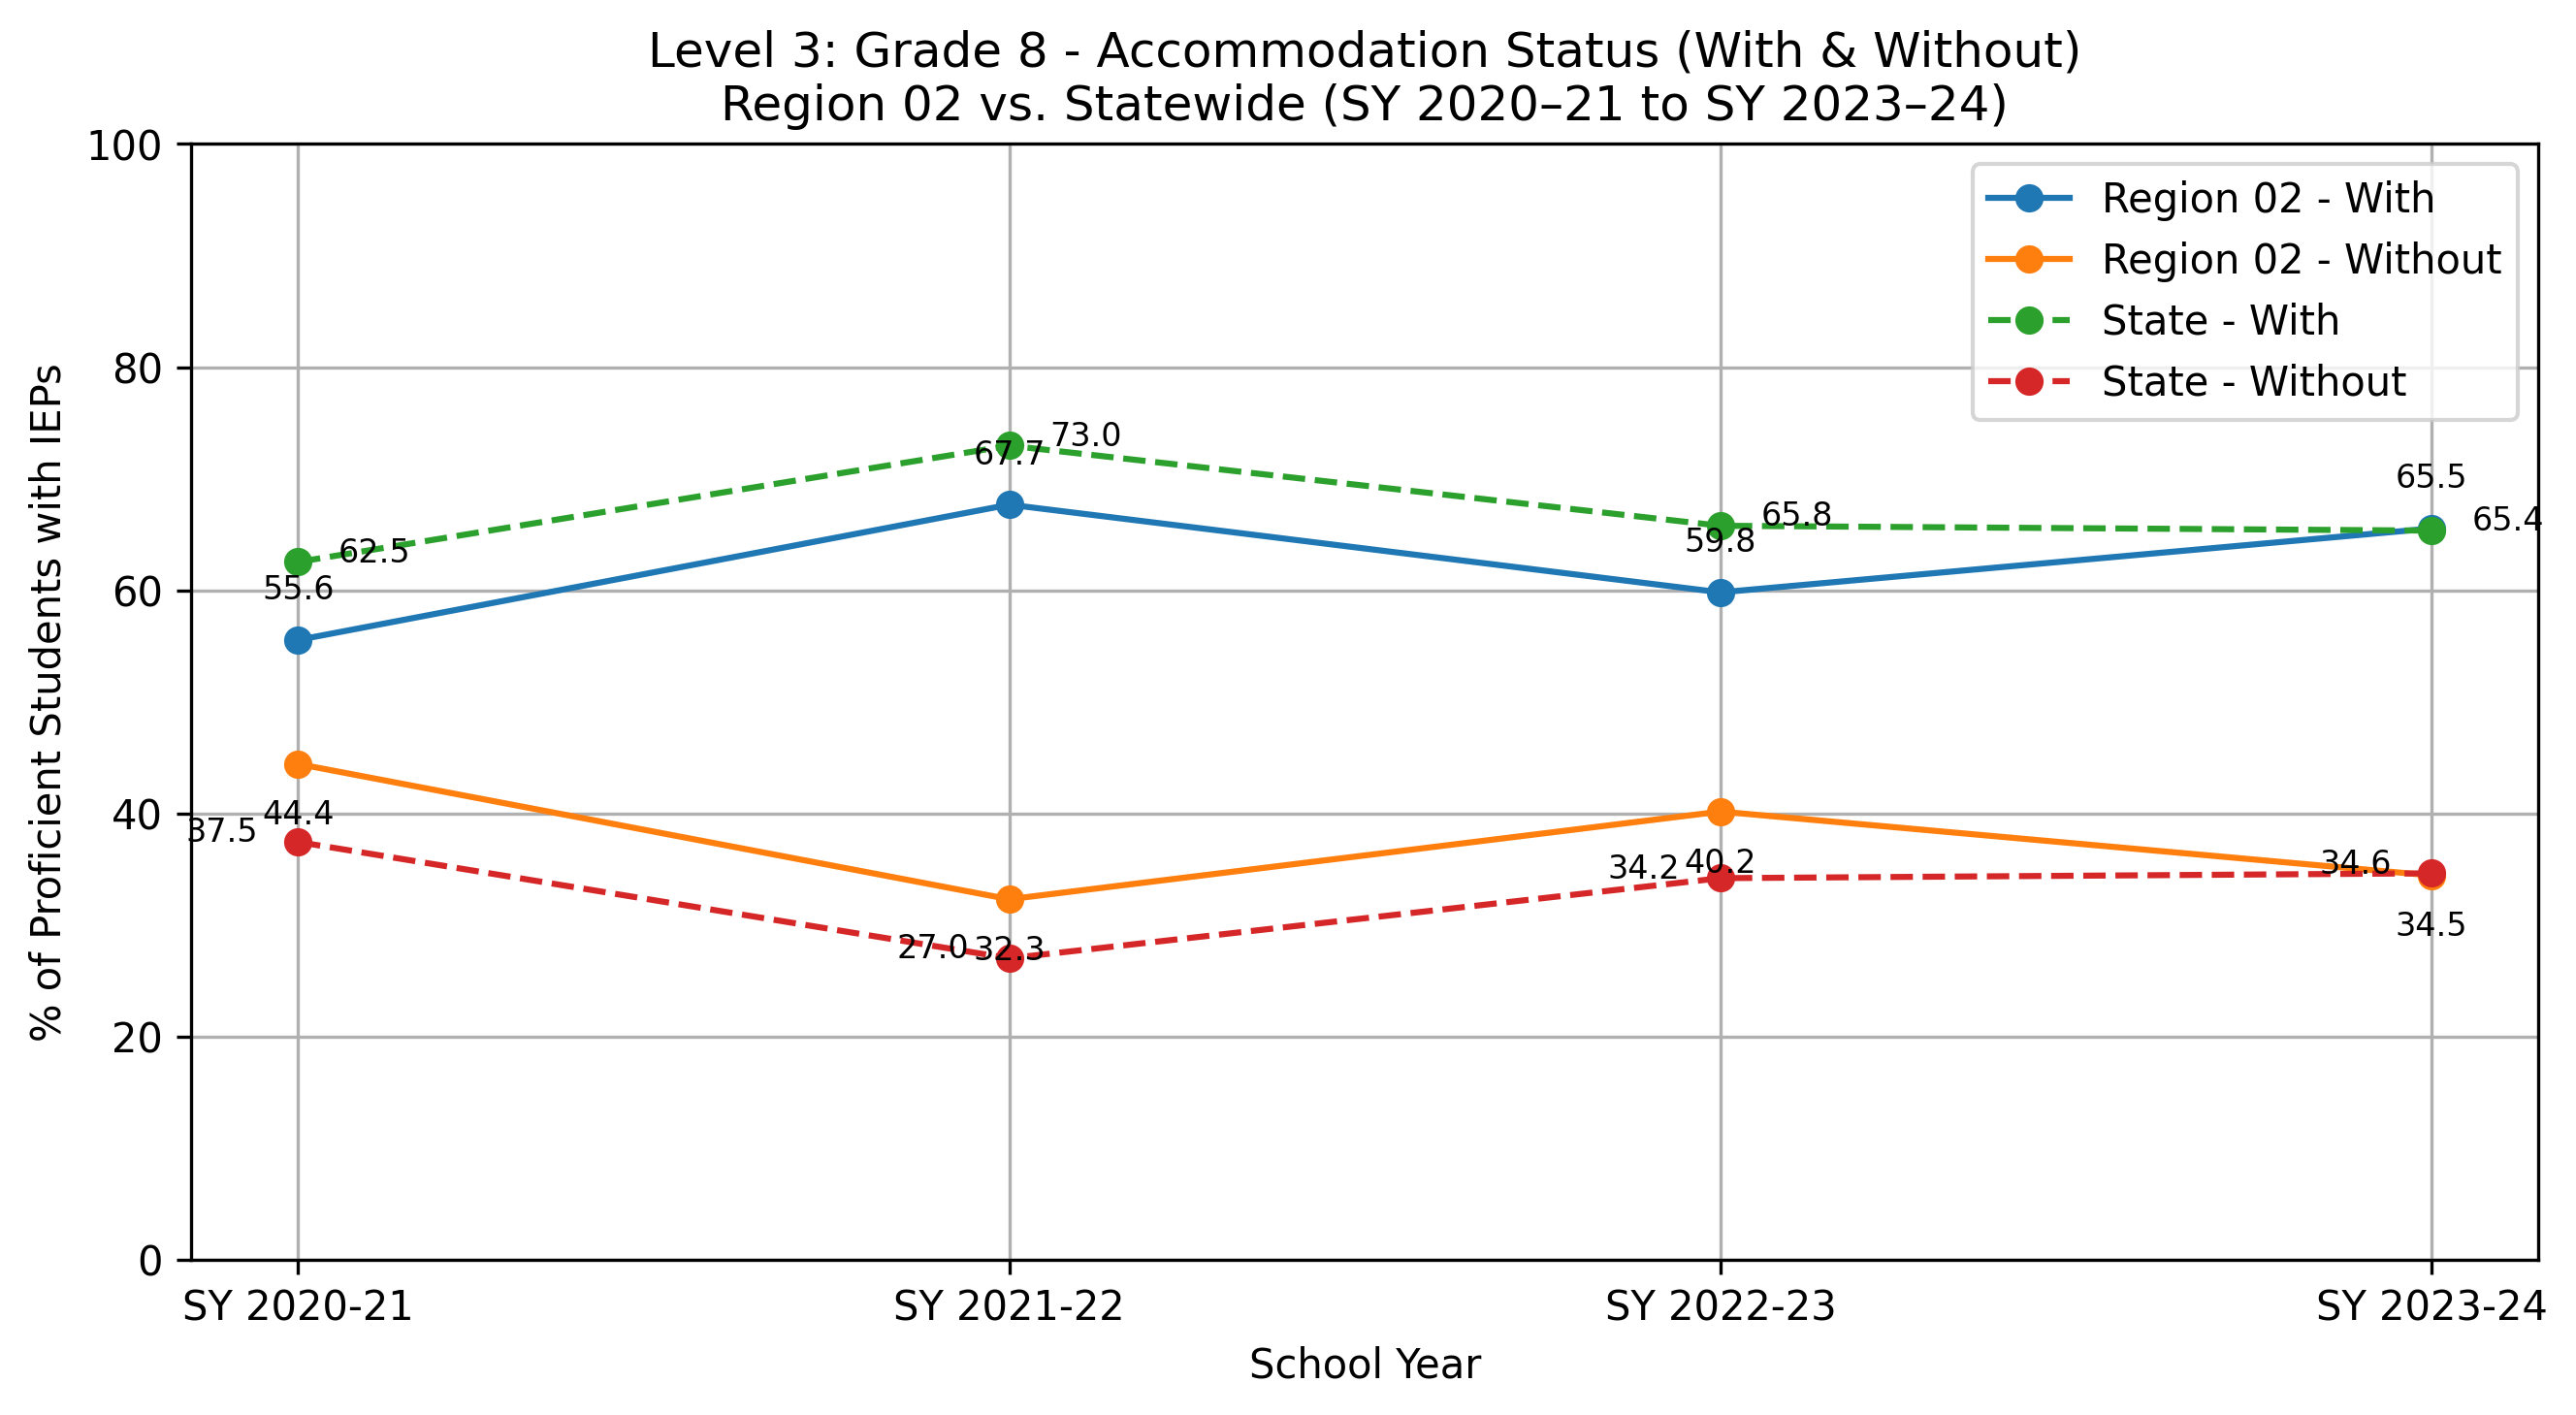 Level 3: Grade 8 - Accommodation Status (With & Without)
Region 02 vs. Statewide (SY 2020–21 to SY 2023–24)
% of Proficient Students with IEPs
100
80
60
40
20
0
Region 02 - With
Region 02 - Without
State - With
State - Without
62.5
55.6
44.4
37.5
73.0
67.7
27.0
32.3
65.8
59.8
34.2
40.2
65.5
65.4
34.6
34.5
SY 2020-21
SY 2021-22
SY 2022-23
SY 2023-24
School Year